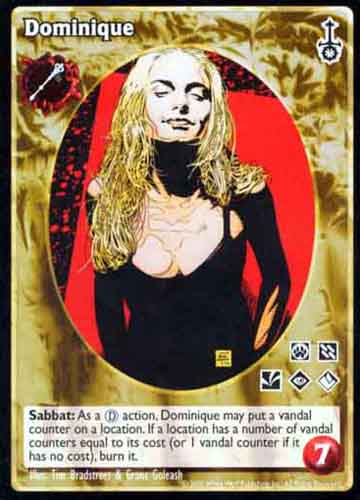 Dominique
Sabbat: As a Ⓓ action, Dominique may put a vandal
counter on a location. If a location has a number of vandal
counters equal to its cost (or 1 vandal counter if it
has no cost), burn it.
7
Illus: Tim Bradstreet & Grant Goleash